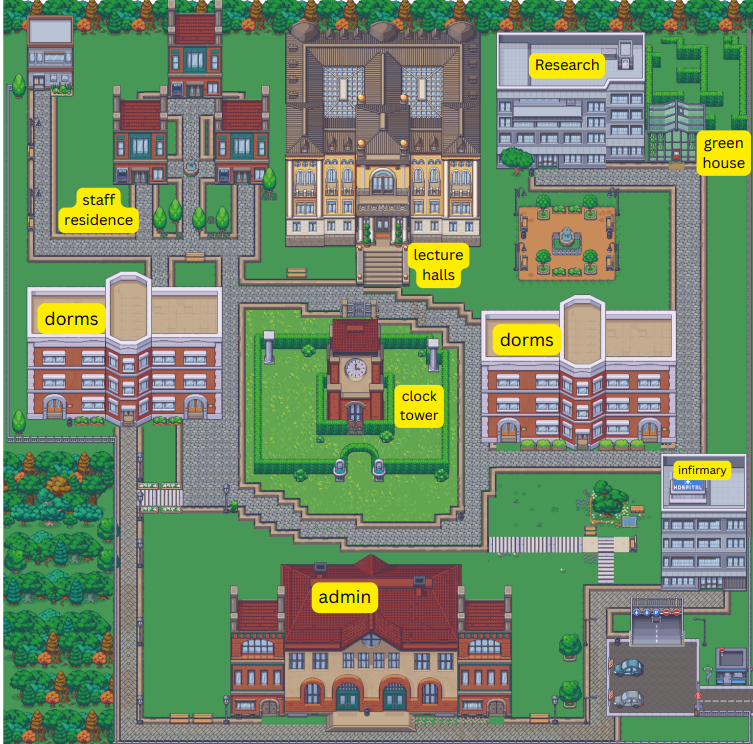 Research
green
house
staff
residence
lecture
halls
dorms
dorms
clock
tower
infirmary
HOSPITAL
admin